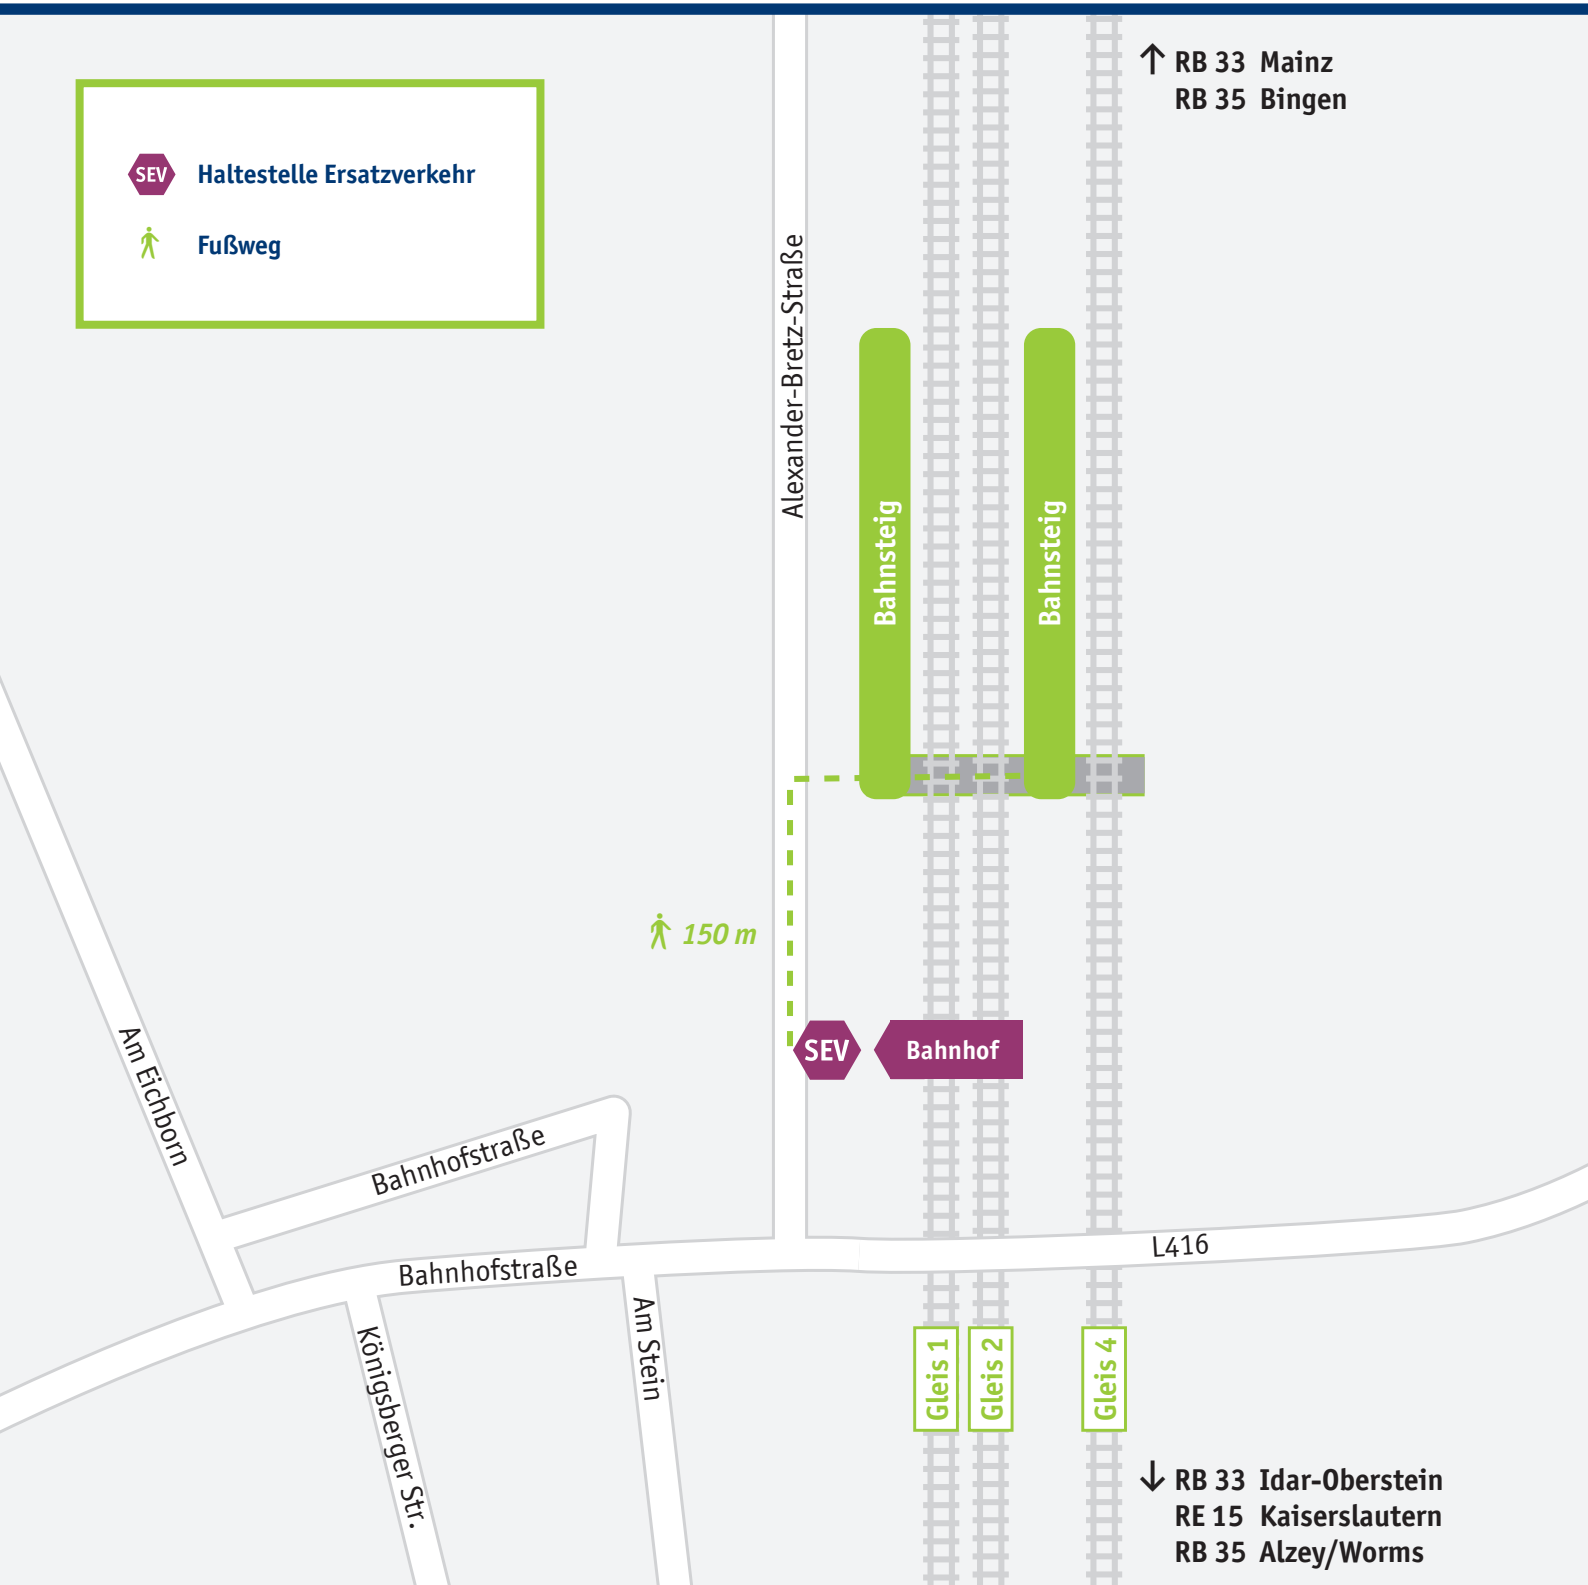 ↑ RB 33 Mainz
RB 35 Bingen
SEV Haltestelle Ersatzverkehr
Fußweg
Alexander-Bretz-Straße
Bahnsteig
Bahnsteig
150 m
SEV
Bahnhof
Am Eichborn
Bahnhofstraße
Bahnhofstraße
L416
Königsberger Str.
Am Stein
Gleis 1
Gleis 2
Gleis 4
↓ RB 33 Idar-Oberstein
RE 15 Kaiserslautern
RB 35 Alzey/Worms